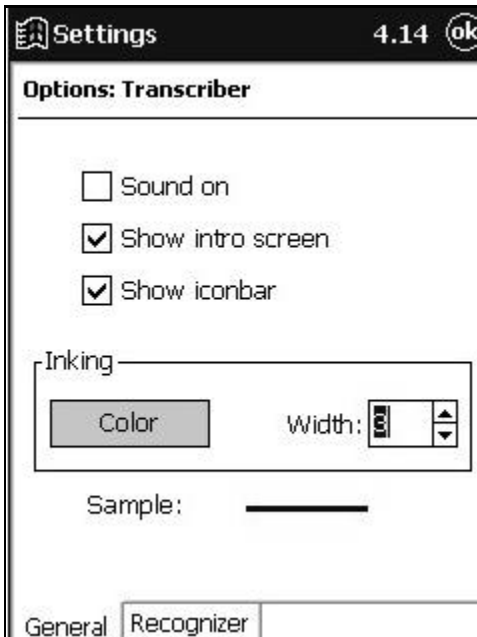 Settings 4.14 ok
Options: Transcriber
Sound on
Show intro screen
Show iconbar
Inking
Color Width: 3
Sample:
General Recognizer